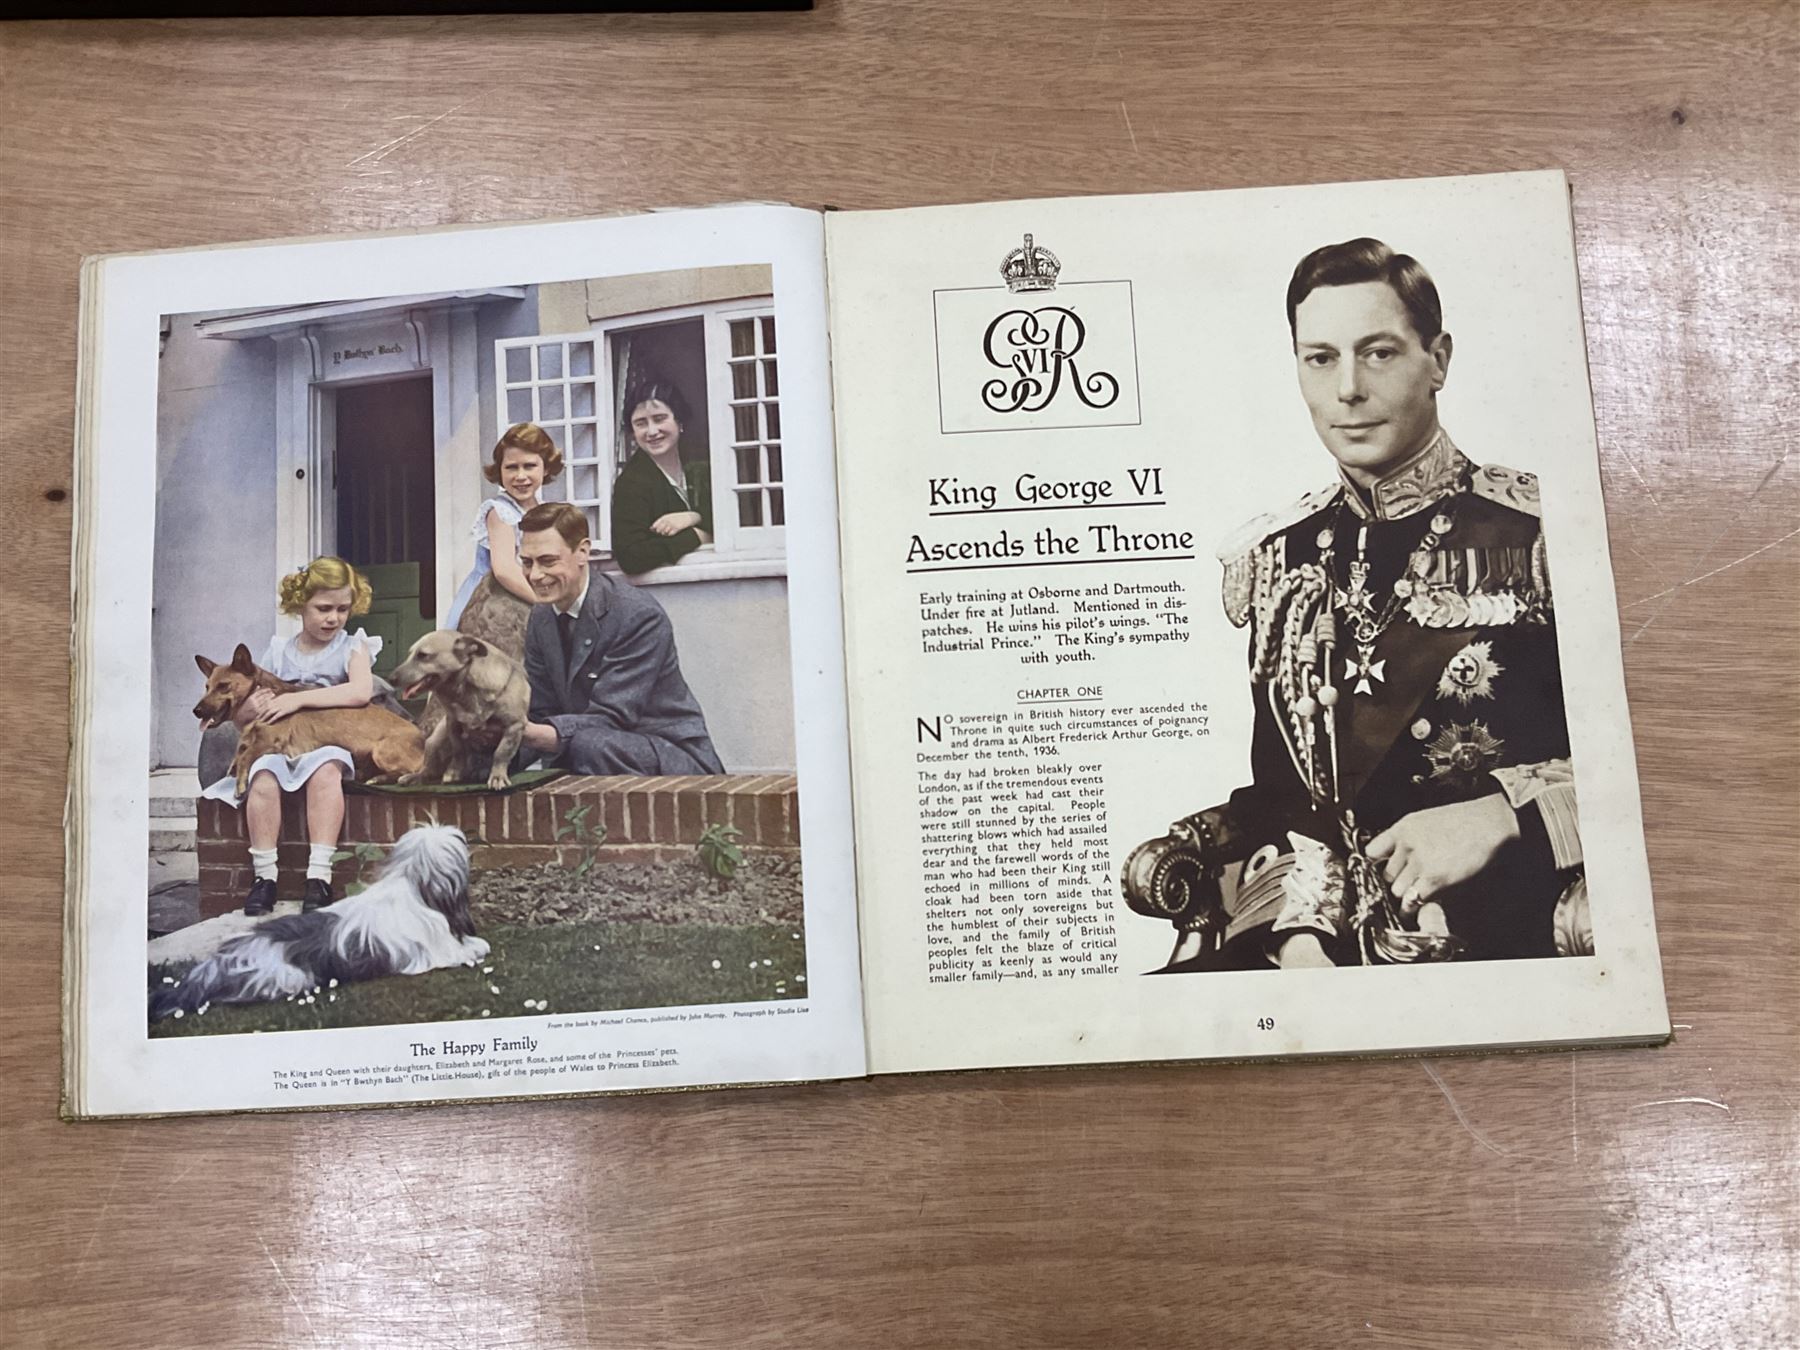 Y Bwthyn Bach.
From the book by Michael Chance, published by John Murray. Photograph by Studio Lisa
The Happy Family
The King and Queen with their daughters, Elizabeth and Margaret Rose, and some of the Princesses' pets.
The Queen is in "Y Bwthyn Bach" (The Little House), gift of the people of Wales to Princess Elizabeth.
GVIR
King George VI
Ascends the Throne
Early training at Osborne and Dartmouth.
Under fire at Jutland. Mentioned in dis-
patches. He wins his pilot's wings. "The
Industrial Prince." The King's sympathy
with youth.
CHAPTER ONE
NO sovereign in British history ever ascended the
Throne in quite such circumstances of poignancy
and drama as Albert Frederick Arthur George, on
December the tenth, 1936.
The day had broken bleakly over
London, as if the tremendous events
of the past week had cast their
shadow on the capital. People
were still stunned by the series of
shattering blows which had assailed
everything that they held most
dear and the farewell words of the
man who had been their King still
echoed in millions of minds. A
cloak had been torn aside that
shelters not only sovereigns but
the humblest of their subjects in
love, and the family of British
peoples felt the blaze of critical
publicity as keenly as would any
smaller family—and, as any smaller
49